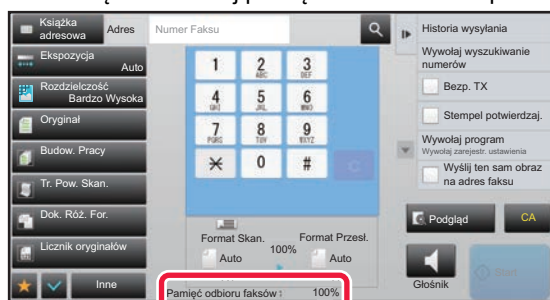 Książka adresowa
Adres
Numer Faksu
Ekspozycja
Auto
Rozdzielczość
Bardzo Wysoka
Oryginał
Budow. Pracy
Tr. Pow. Skan.
Dok. Róż. For.
Licznik oryginałów
Inne
1
2 ABC
3 DEF
4 GHI
5 JKL
6 MNO
7 PQRS
8 TUV
9 WXYZ
0
#
C
Format Skan.
100%
Format Przesł.
Auto
Auto
Pamięć odbioru faksów :
100%
Historia wysyłania
Wywołaj wyszukiwanie numerów
Bezp. TX
Stempel potwierdzaj.
Wywołaj program
Wywołaj zarejestr. ustawienia
Wyślij ten sam obraz na adres faksu
Podgląd
CA
Głośnik
Start